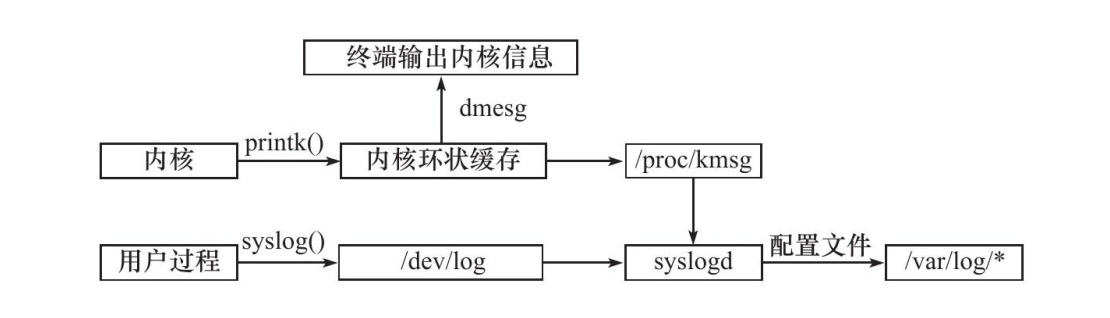 终端输出内核信息
dmesg
内核
printk()
内核环状缓存
/proc/kmsg
用户过程
syslog()
/dev/log
syslogd
配置文件
/var/log/*